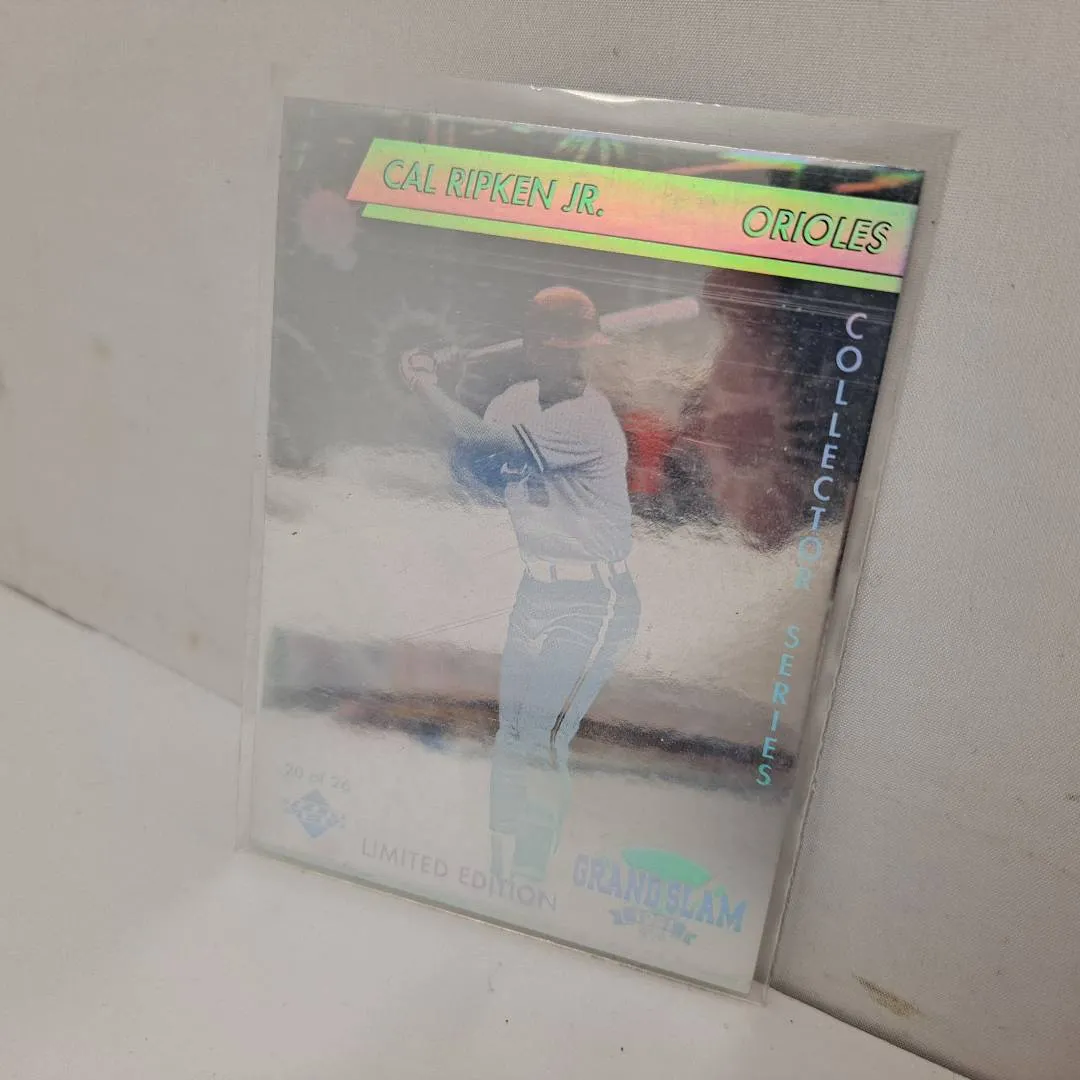 CAL RIPKEN JR.
ORIOLES
COLLECTOR SERIES
20 of 26
LIMITED EDITION
GRAND SLAM